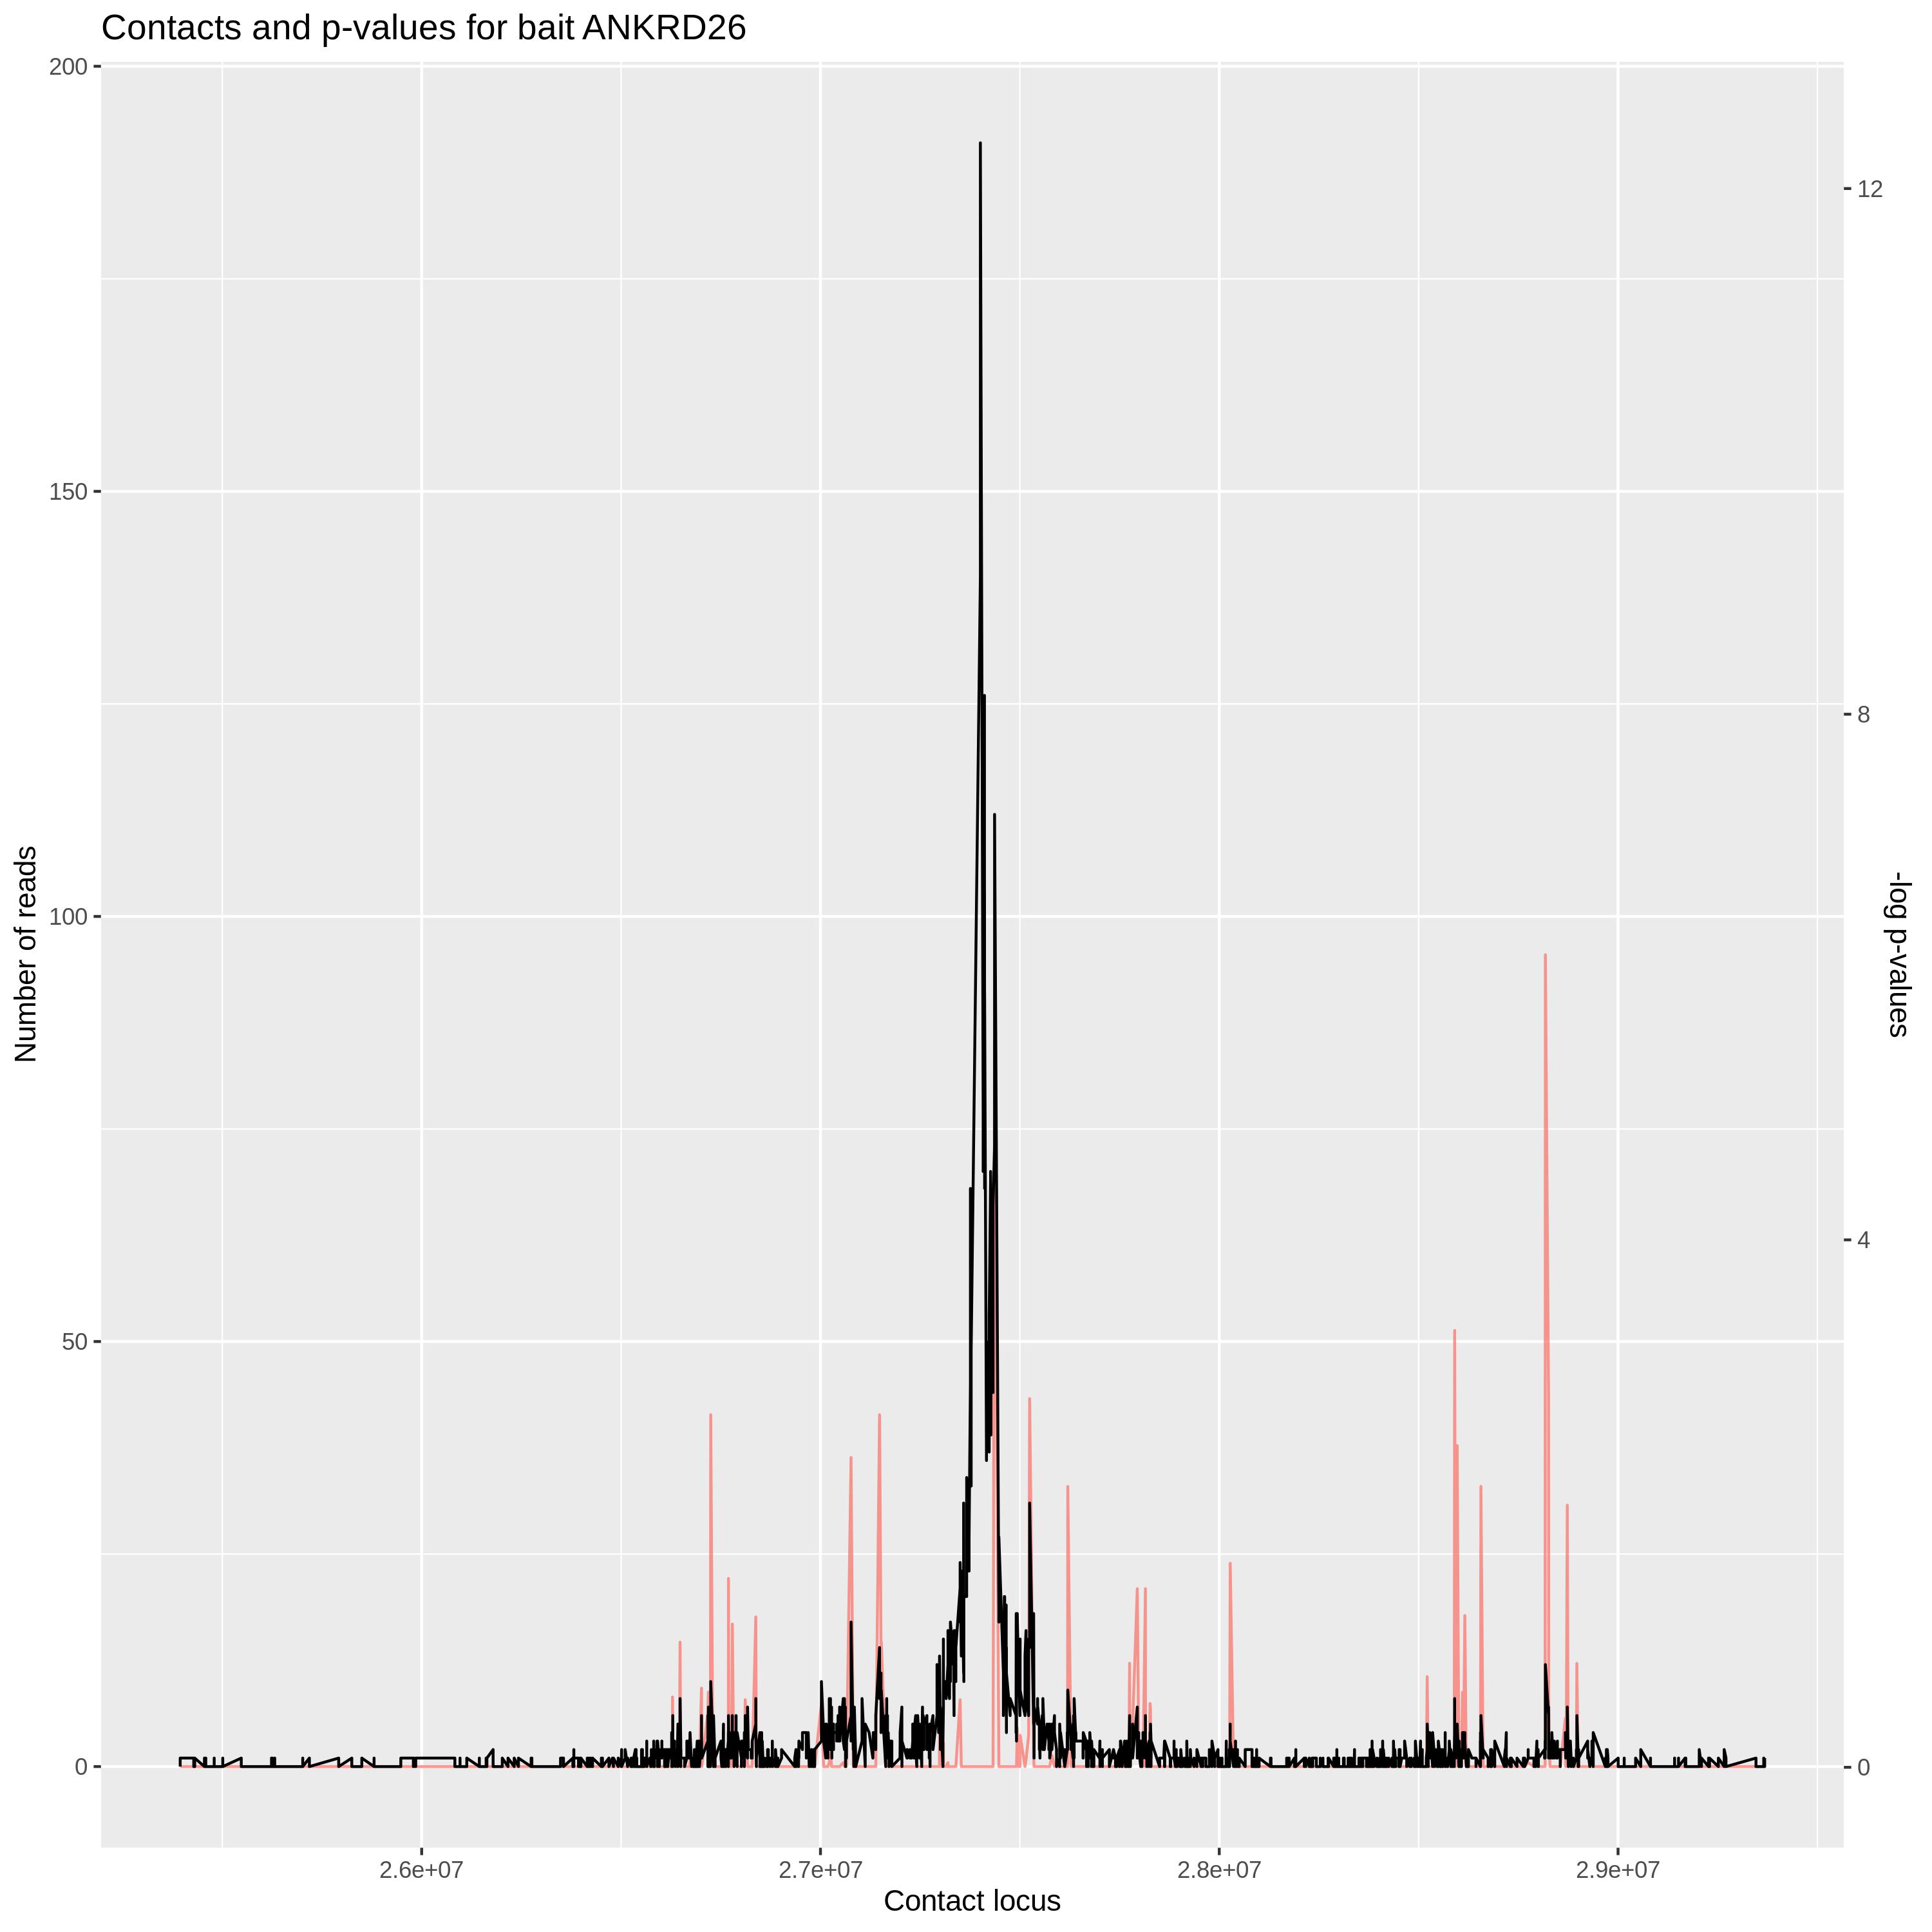 Contacts and p-values for bait ANKRD26
200
150
100
50
0
Number of reads
12
8
4
0
-log p-values
2.6e+07
2.7e+07
2.8e+07
2.9e+07
Contact locus